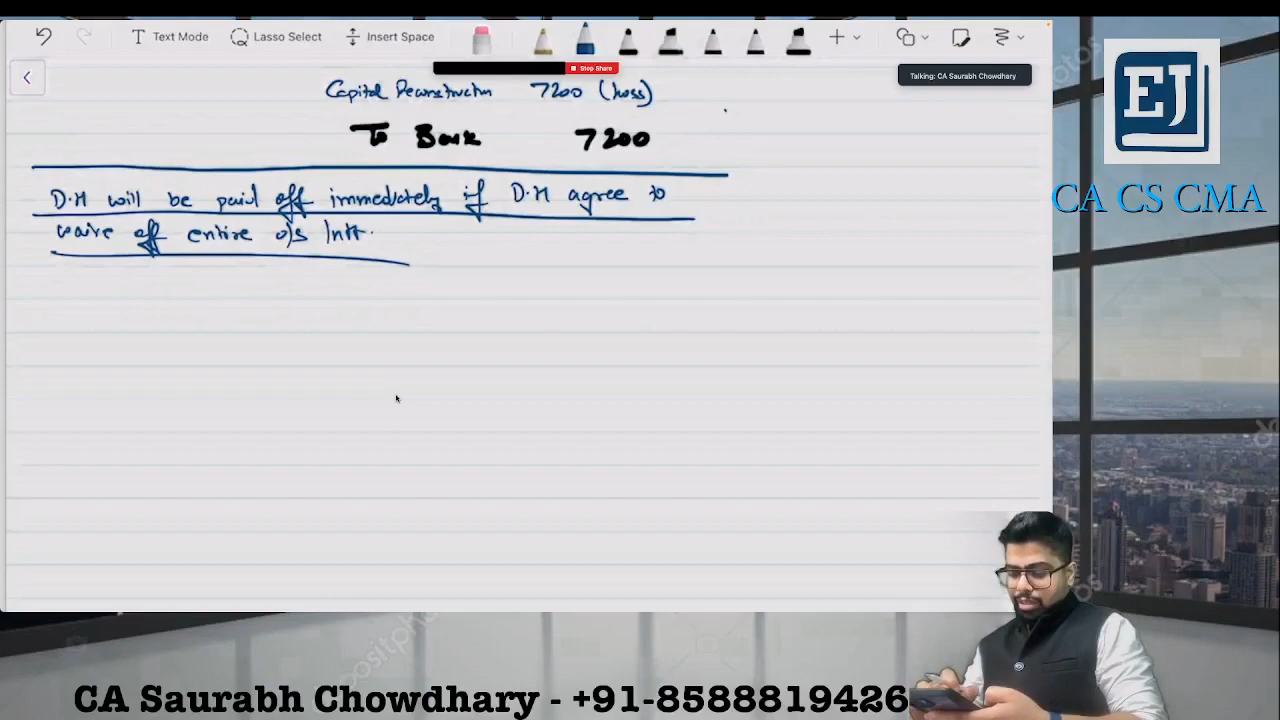 Text Mode
Lasso Select
Insert Space
Stop Share
Talking: CA Saurabh Chowdhary
Capital Reconstructn 7200 (Loss)
To Bank 7200
D.H will be paid off immediately if D.H agree to
waive off entire o/s Intt.
EJ
CA CS CMA
CA Saurabh Chowdhary - +91-8588819426